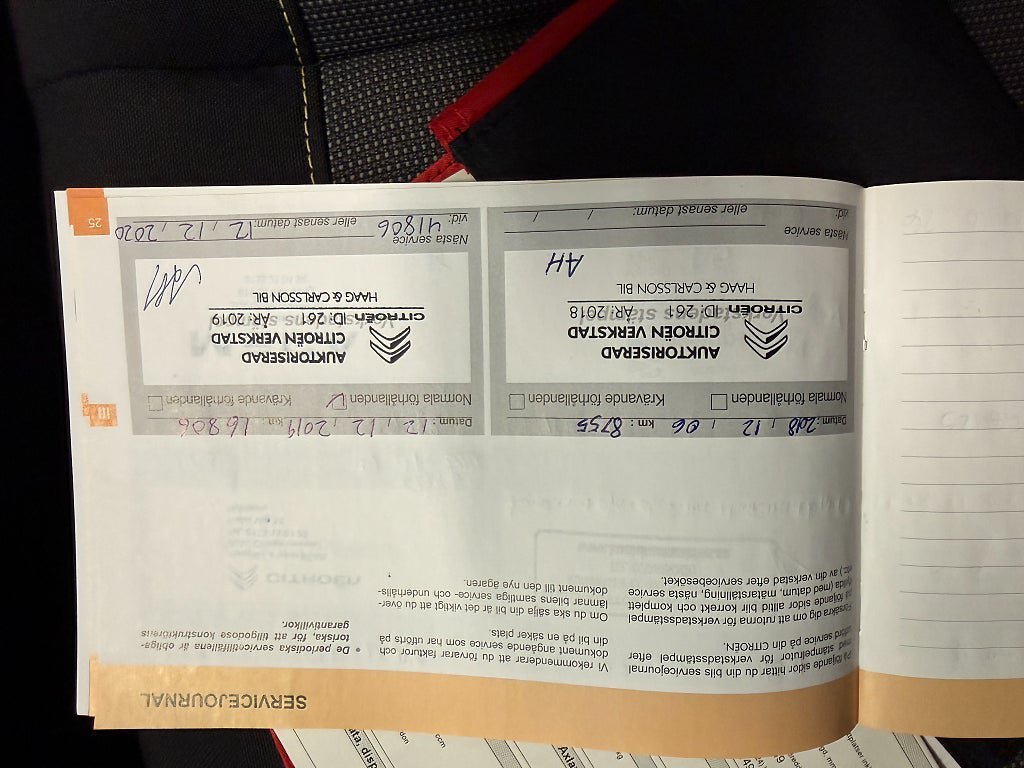 SERVICEJOURNAL
På följande sidor hittar du din bils servicejournal
med stämpelrutor för verkstaden efter
utförd service på din CITROËN.
Försäkra dig om att rutorna för verkstadsstämpel
på följande sidor alltid blir korrekt och komplett
ifyllda (med datum, mätarställning, nästa service
etc.) av din verkstad efter servicebesöket.
Vi rekommenderar att du förvarar fakturor och
dokument angående service som har utförts på
din bil på en säker plats.
Om du ska sälja din bil är det viktigt att du över-
lämnar bilens samtliga service- och underhålls-
dokument till den nye ägaren.
• De periodiska servicetillfällena är obliga-
toriska, för att tillgodose konstruktörens
garantivillkor.
Datum: 2018, 12, 06 km: 8755
Normala förhållanden Krävande förhållanden
AUKTORISERAD
CITROËN VERKSTAD
CITROËN ID: 261 ÅR: 2018
HAAG & CARLSSON BIL
AH
Nästa service
vid: eller senast datum: / /
Datum: 12, 12, 2019 km: 16806
Normala förhållanden Krävande förhållanden
AUKTORISERAD
CITROËN VERKSTAD
CITROËN ID: 261 ÅR: 2019
HAAG & CARLSSON BIL
Nästa service
vid: 41806 eller senast datum: 12, 12, 2020
25